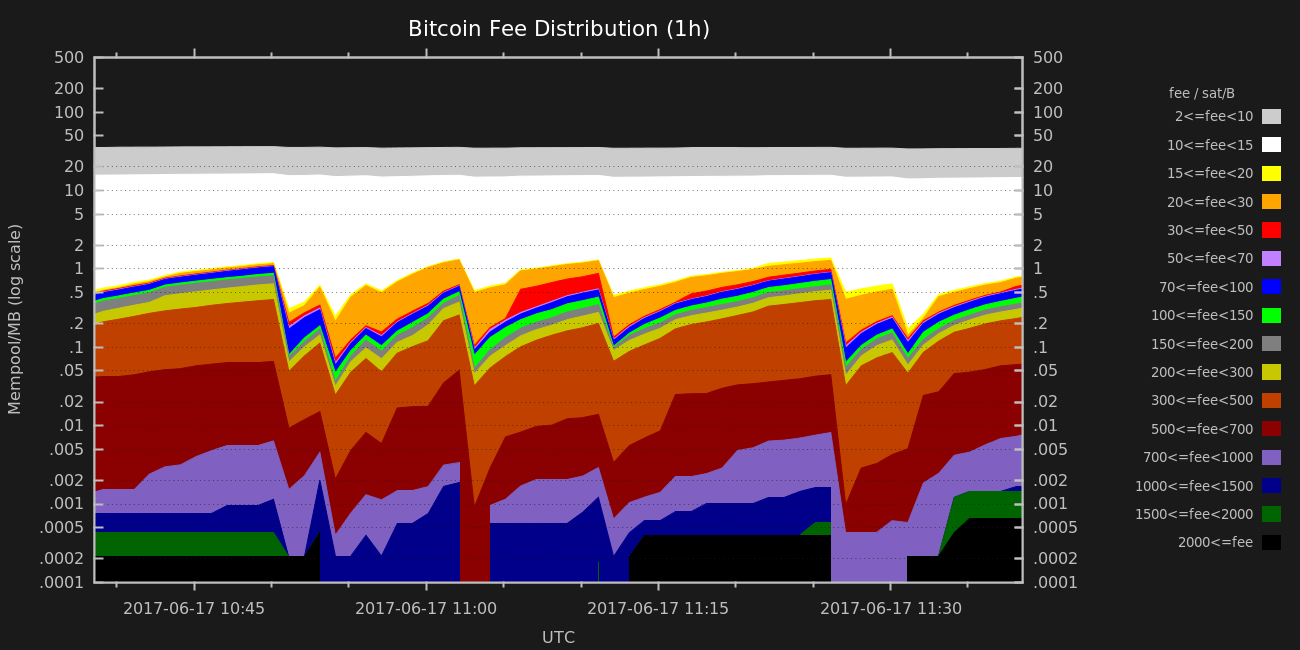 Bitcoin Fee Distribution (1h)
500 500
200 200
100 100
50 50
20 20
10 10
5 5
2 2
1 1
.5 .5
.2 .2
.1 .1
.05 .05
.02 .02
.01 .01
.005 .005
.002 .002
.001 .001
.0005 .0005
.0002 .0002
.0001 .0001
Mempool/MB (log scale)
2017-06-17 10:45 2017-06-17 11:00 2017-06-17 11:15 2017-06-17 11:30
UTC
fee / sat/B
2<=fee<10
10<=fee<15
15<=fee<20
20<=fee<30
30<=fee<50
50<=fee<70
70<=fee<100
100<=fee<150
150<=fee<200
200<=fee<300
300<=fee<500
500<=fee<700
700<=fee<1000
1000<=fee<1500
1500<=fee<2000
2000<=fee